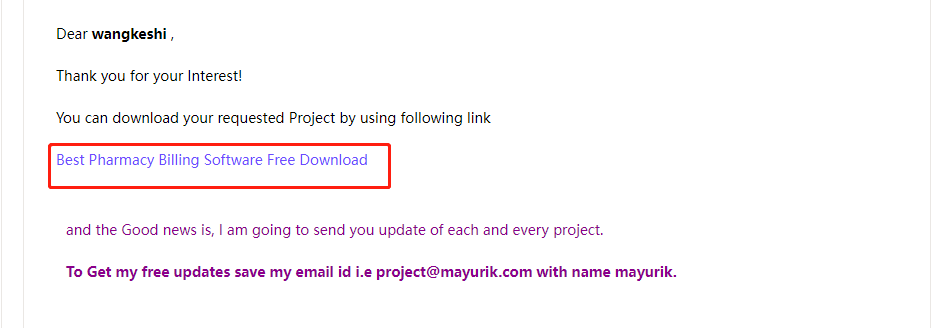 Dear wangkeshi ,
Thank you for your Interest!
You can download your requested Project by using following link
Best Pharmacy Billing Software Free Download
and the Good news is, I am going to send you update of each and every project.
To Get my free updates save my email id i.e project@mayurik.com with name mayurik.